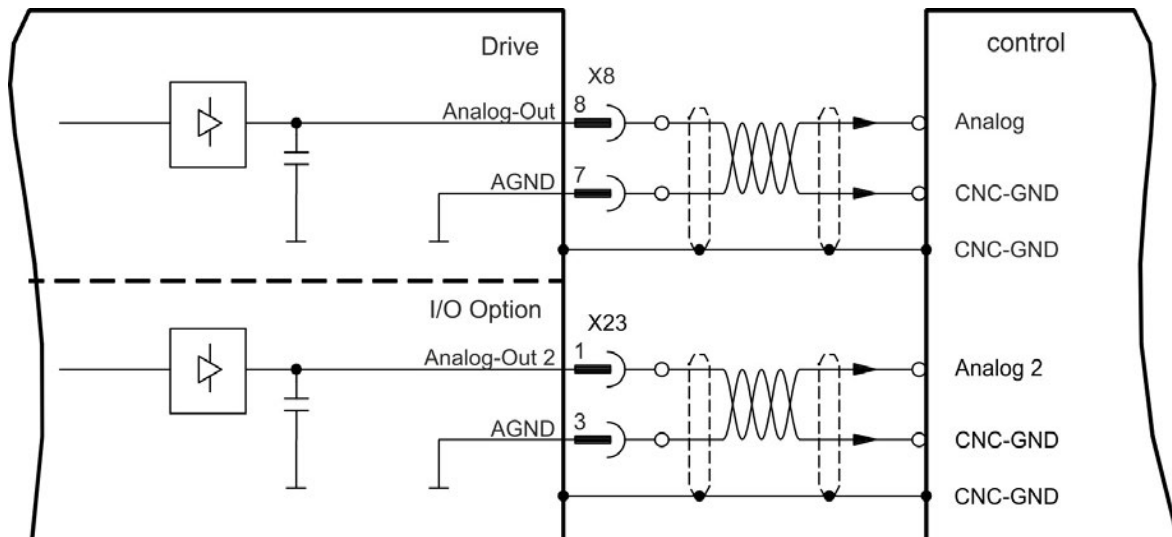 Drive
control
X8
Analog-Out
8
Analog
AGND
7
CNC-GND
CNC-GND
I/O Option
X23
Analog-Out 2
1
Analog 2
AGND
3
CNC-GND
CNC-GND